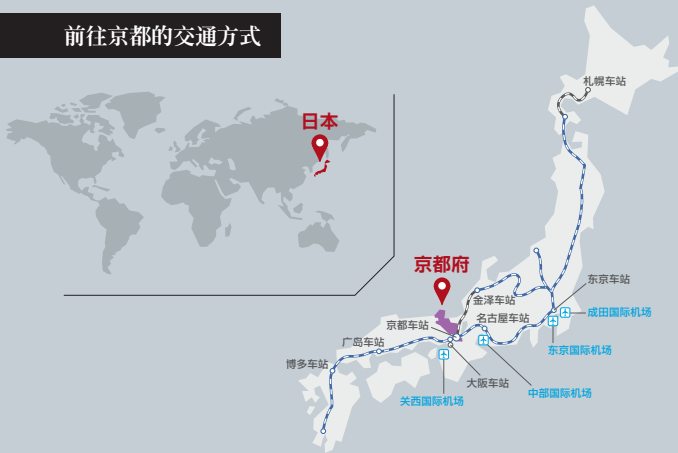 前往京都的交通方式
日本
札幌车站
京都府
东京车站
金泽车站
成田国际机场
名古屋车站
京都车站
广岛车站
东京国际机场
博多车站
大阪车站
中部国际机场
关西国际机场